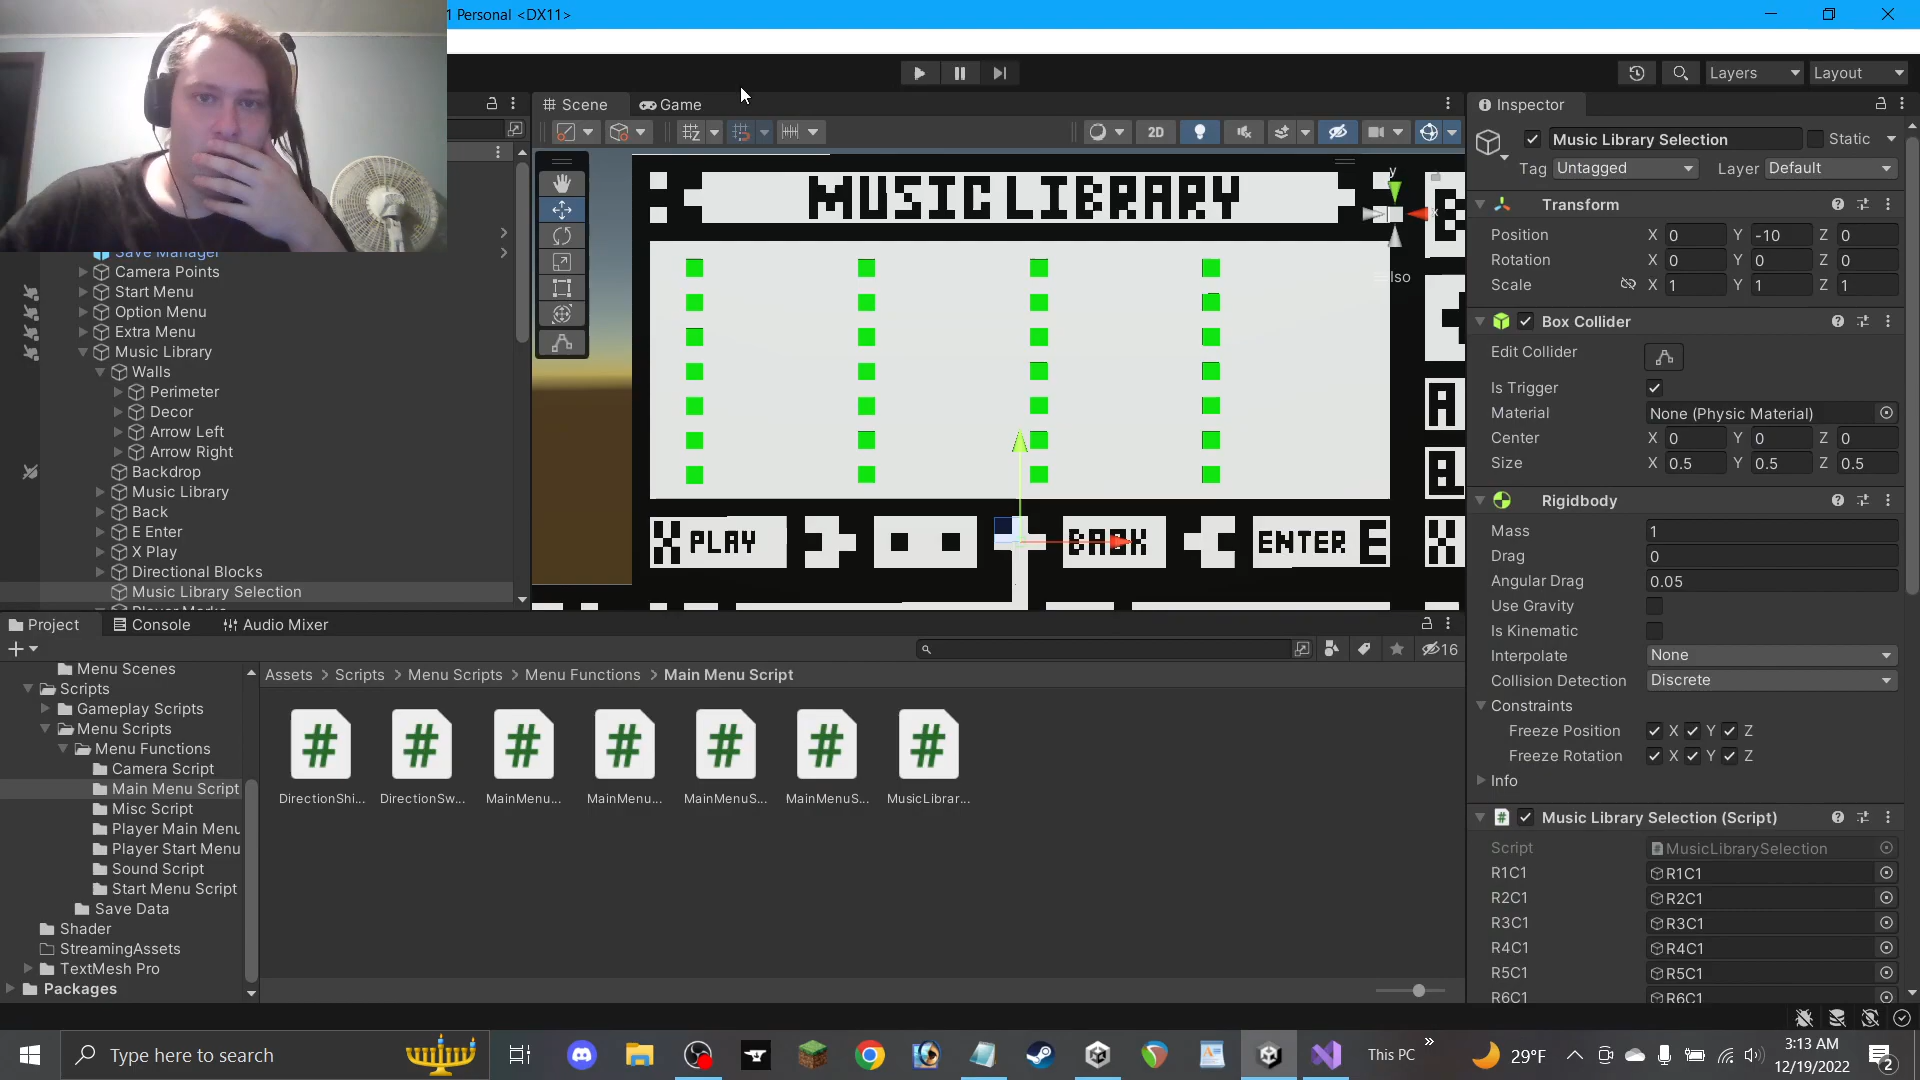 1 Personal <DX11>
Layers
Layout
Scene
Game
Inspector
2D
Music Library Selection
Static
Tag
Untagged
Layer
Default
Transform
Position
X
0
Y
-10
Z
0
Rotation
X
0
Y
0
Z
0
Scale
X
1
Y
1
Z
1
Box Collider
Edit Collider
Is Trigger
Material
None (Physic Material)
Center
X
0
Y
0
Z
0
Size
X
0.5
Y
0.5
Z
0.5
Rigidbody
Mass
1
Drag
0
Angular Drag
0.05
Use Gravity
Is Kinematic
Interpolate
None
Collision Detection
Discrete
Constraints
Freeze Position
X
Y
Z
Freeze Rotation
X
Y
Z
Info
Music Library Selection (Script)
Script
MusicLibrarySelection
R1C1
R1C1
R2C1
R2C1
R3C1
R3C1
R4C1
R4C1
R5C1
R5C1
R6C1
R6C1
MUSIC LIBRARY
y
x
Iso
X PLAY
BACK
ENTER E
A
X
Save Manager
Camera Points
Start Menu
Option Menu
Extra Menu
Music Library
Walls
Perimeter
Decor
Arrow Left
Arrow Right
Backdrop
Music Library
Back
E Enter
X Play
Directional Blocks
Music Library Selection
Player Marks
Project
Console
Audio Mixer
16
Menu Scenes
Scripts
Gameplay Scripts
Menu Scripts
Menu Functions
Camera Script
Main Menu Script
Misc Script
Player Main Menu
Player Start Menu
Sound Script
Start Menu Script
Save Data
Shader
StreamingAssets
TextMesh Pro
Packages
Assets > Scripts > Menu Scripts > Menu Functions > Main Menu Script
DirectionShi...
DirectionSw...
MainMenu...
MainMenu...
MainMenuS...
MainMenuS...
MusicLibrar...
Type here to search
This PC
29°F
3:13 AM
12/19/2022
2